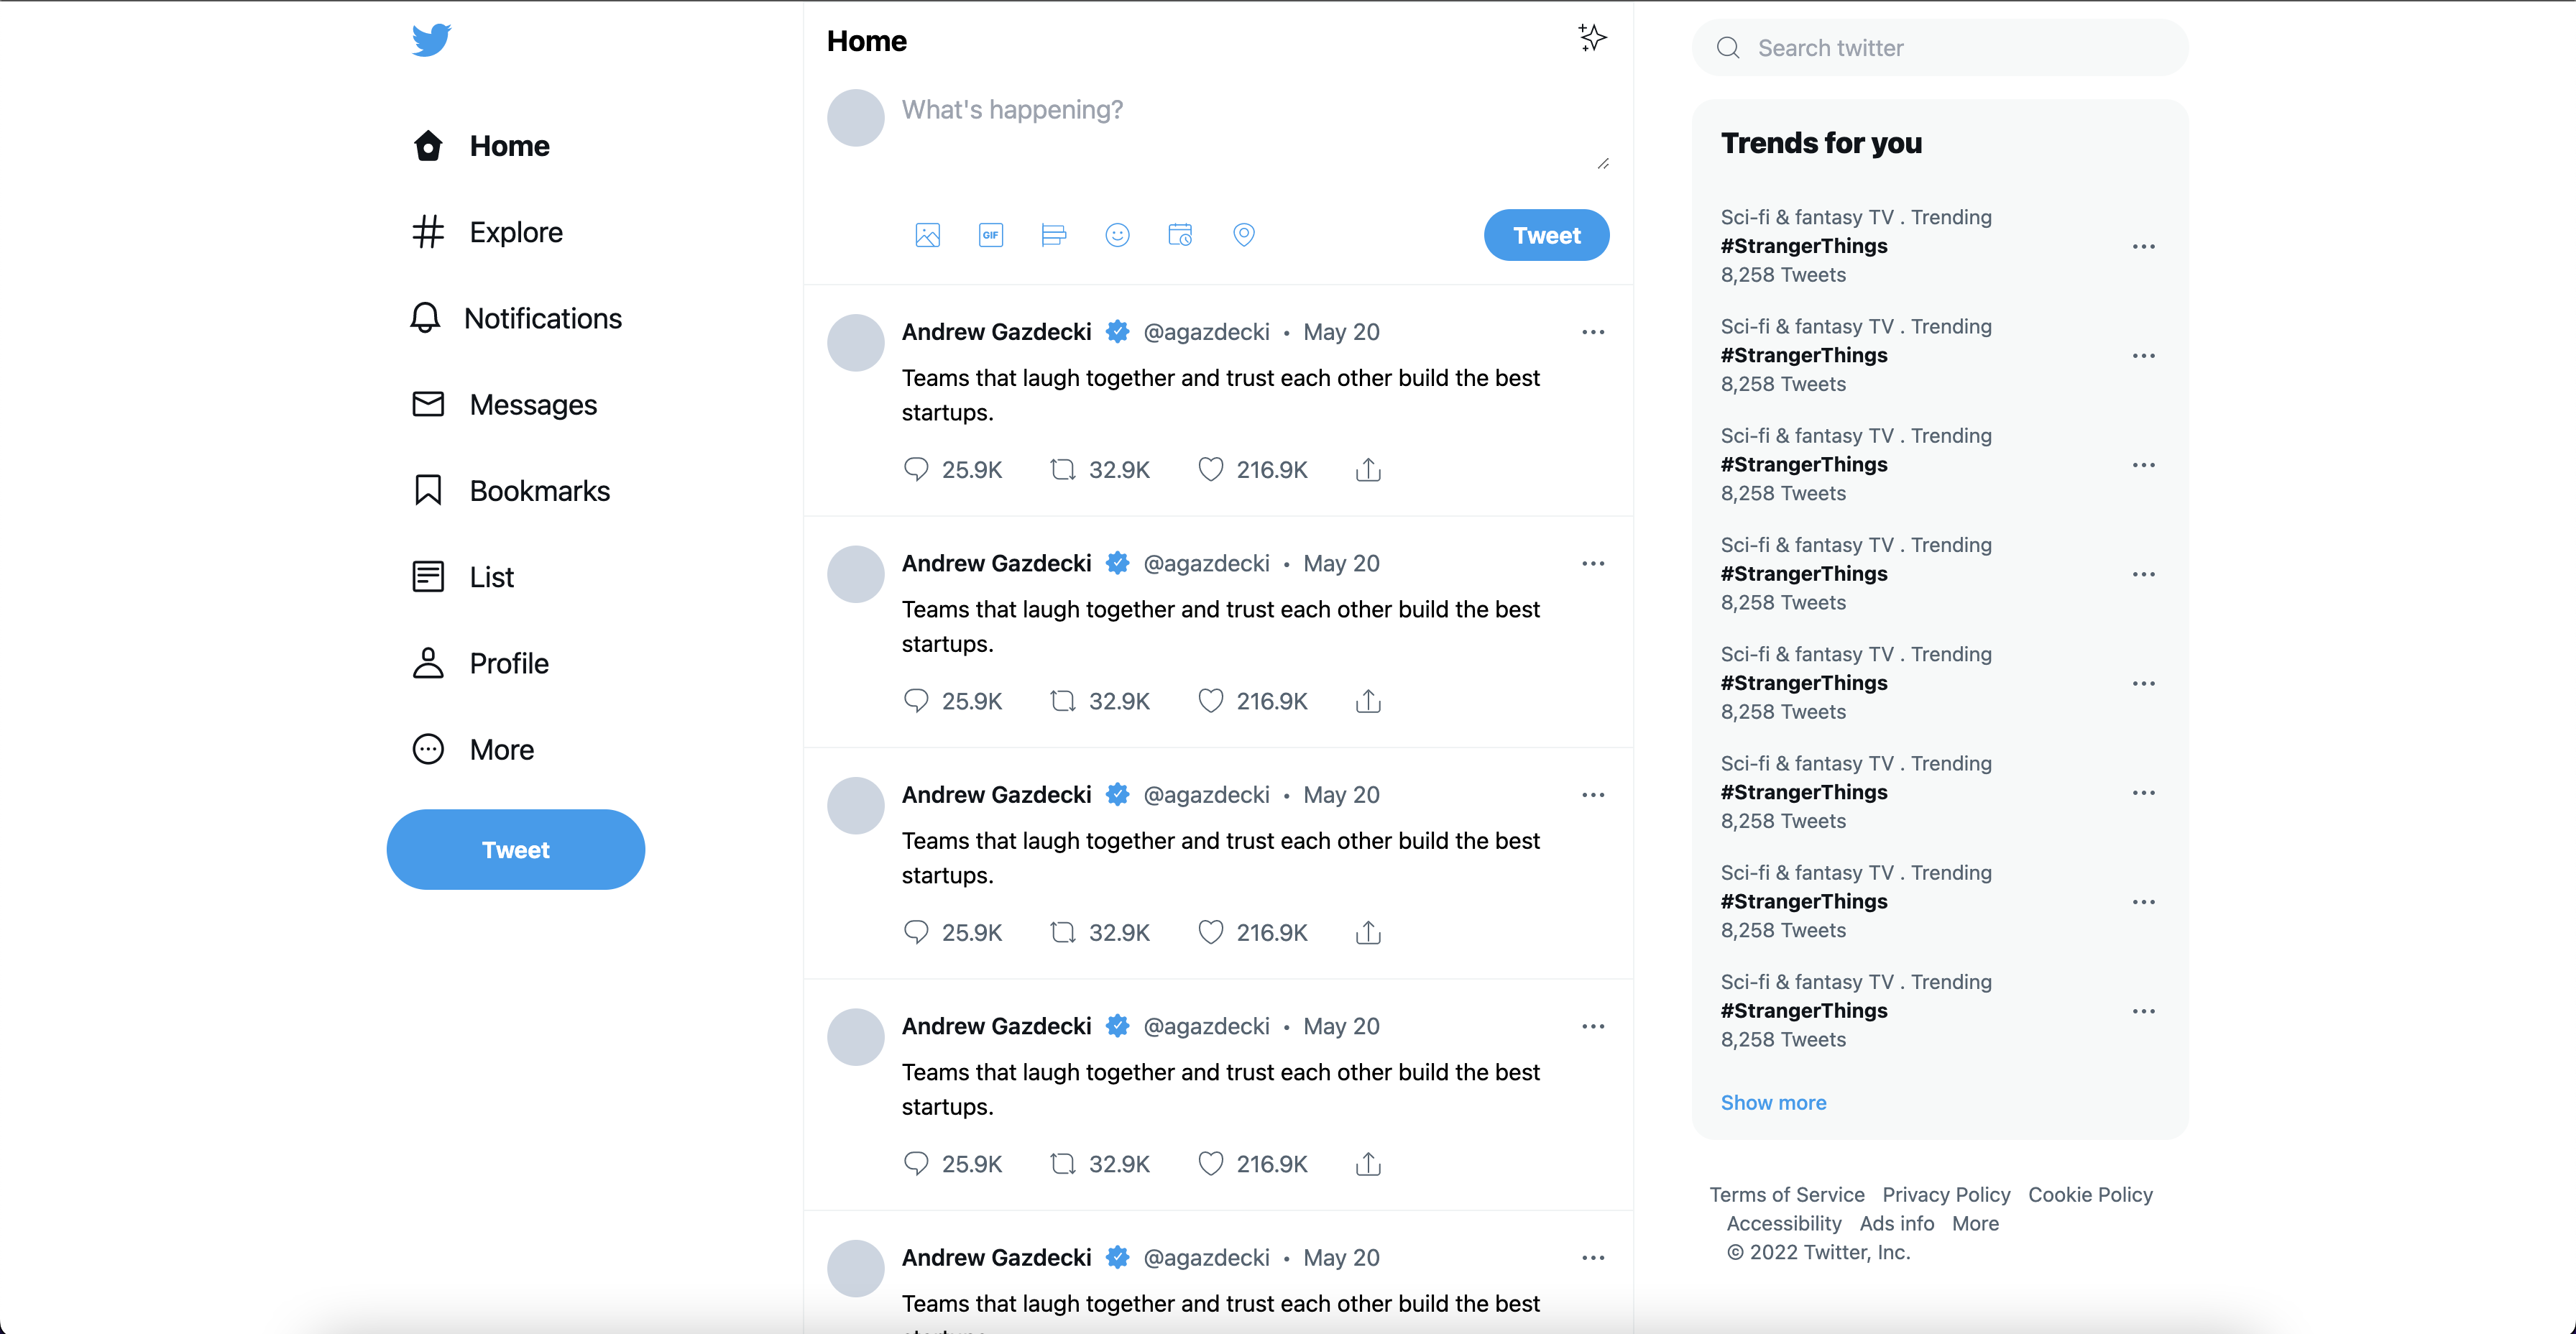 Home
Explore
Notifications
Messages
Bookmarks
List
Profile
More
Tweet
Home
What's happening?
GIF
Tweet
Andrew Gazdecki @agazdecki • May 20
Teams that laugh together and trust each other build the best
startups.
25.9K 32.9K 216.9K
Andrew Gazdecki @agazdecki • May 20
Teams that laugh together and trust each other build the best
startups.
25.9K 32.9K 216.9K
Andrew Gazdecki @agazdecki • May 20
Teams that laugh together and trust each other build the best
startups.
25.9K 32.9K 216.9K
Andrew Gazdecki @agazdecki • May 20
Teams that laugh together and trust each other build the best
startups.
25.9K 32.9K 216.9K
Andrew Gazdecki @agazdecki • May 20
Teams that laugh together and trust each other build the best
Search twitter
Trends for you
Sci-fi & fantasy TV . Trending
#StrangerThings
8,258 Tweets
Sci-fi & fantasy TV . Trending
#StrangerThings
8,258 Tweets
Sci-fi & fantasy TV . Trending
#StrangerThings
8,258 Tweets
Sci-fi & fantasy TV . Trending
#StrangerThings
8,258 Tweets
Sci-fi & fantasy TV . Trending
#StrangerThings
8,258 Tweets
Sci-fi & fantasy TV . Trending
#StrangerThings
8,258 Tweets
Sci-fi & fantasy TV . Trending
#StrangerThings
8,258 Tweets
Sci-fi & fantasy TV . Trending
#StrangerThings
8,258 Tweets
Show more
Terms of Service Privacy Policy Cookie Policy
Accessibility Ads info More
© 2022 Twitter, Inc.